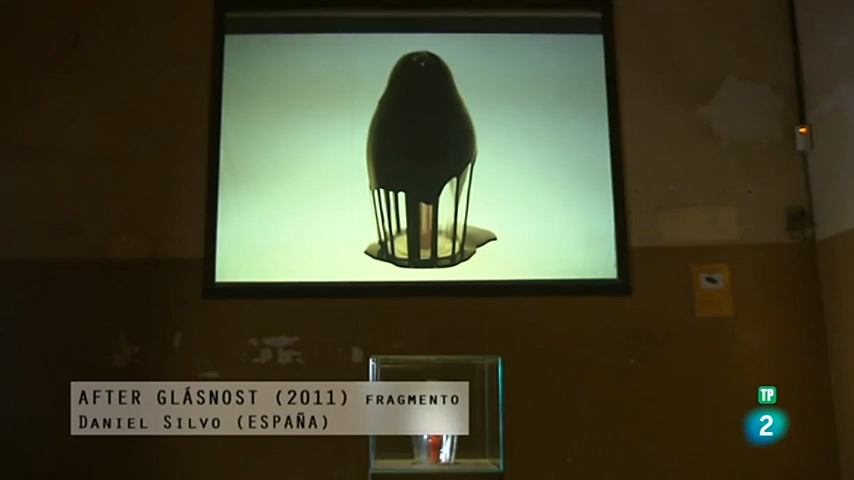 AFTER GLÁSNOST (2011) FRAGMENTO
DANIEL SILVO (ESPAÑA)
TP
2